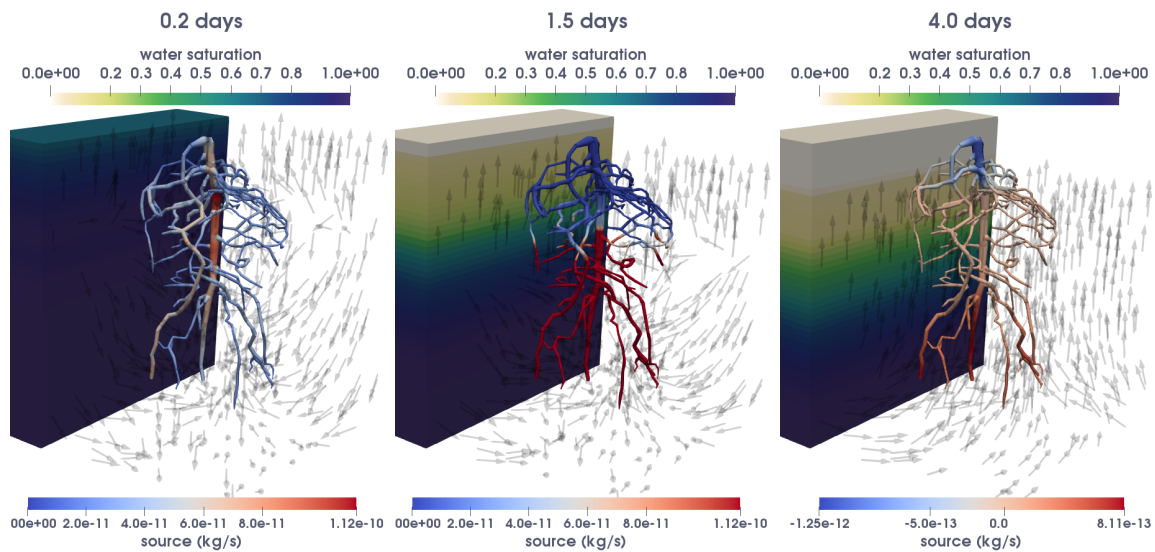 0.2 days
water saturation
0.0e+00 0.2 0.3 0.4 0.5 0.6 0.7 0.8 1.0e+00
00e+00 2.0e-11 4.0e-11 6.0e-11 8.0e-11 1.12e-10
source (kg/s)
1.5 days
water saturation
0.0e+00 0.2 0.3 0.4 0.5 0.6 0.7 0.8 1.0e+00
00e+00 2.0e-11 4.0e-11 6.0e-11 8.0e-11 1.12e-10
source (kg/s)
4.0 days
water saturation
0.0e+00 0.2 0.3 0.4 0.5 0.6 0.7 0.8 1.0e+00
-1.25e-12 -5.0e-13 0.0 8.11e-13
source (kg/s)